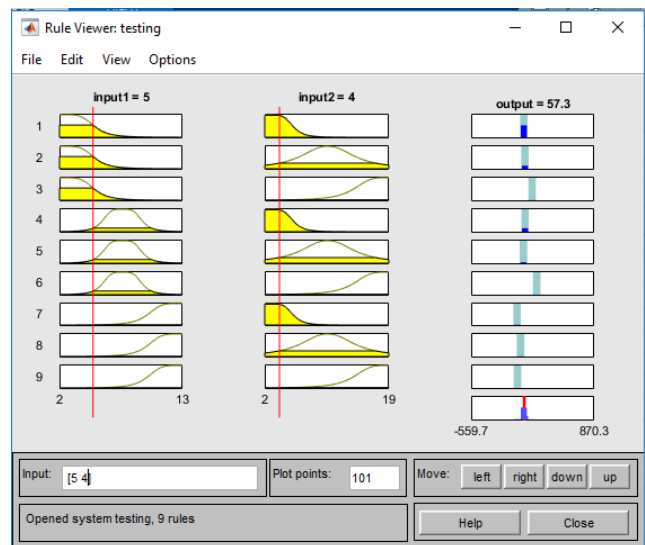 Rule Viewer: testing
File Edit View Options
input1 = 5 input2 = 4 output = 57.3
1
2
3
4
5
6
7
8
9
2 13 2 19
-559.7 870.3
Input: [5 4] Plot points: 101 Move: left right down up
Opened system testing, 9 rules Help Close